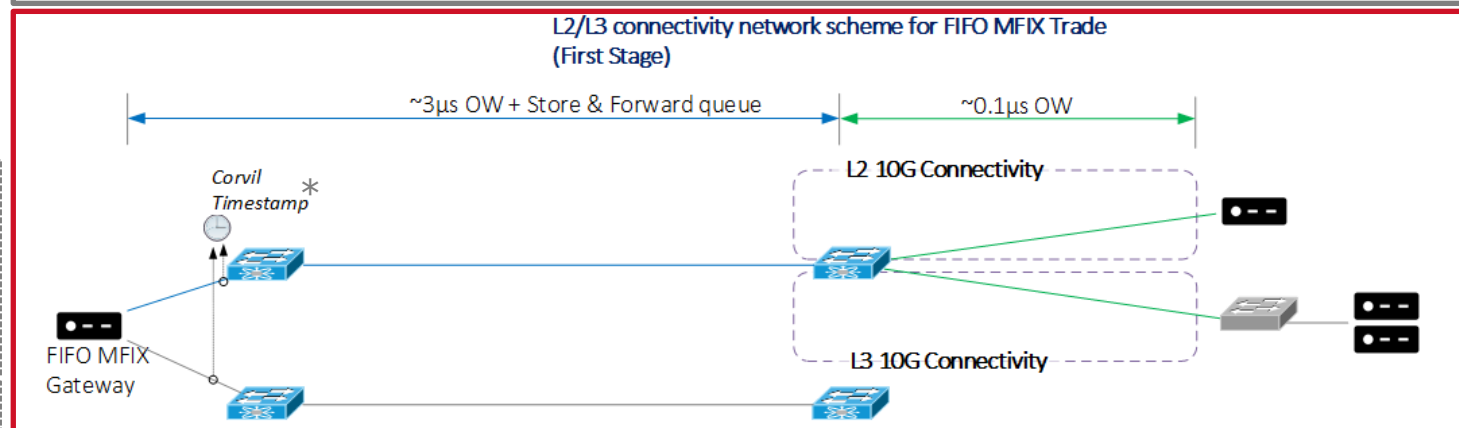 L2/L3 connectivity network scheme for FIFO MFIX Trade
(First Stage)
~3µs OW + Store & Forward queue
~0.1µs OW
Corvil
Timestamp*
L2 10G Connectivity
FIFO MFIX
Gateway
L3 10G Connectivity